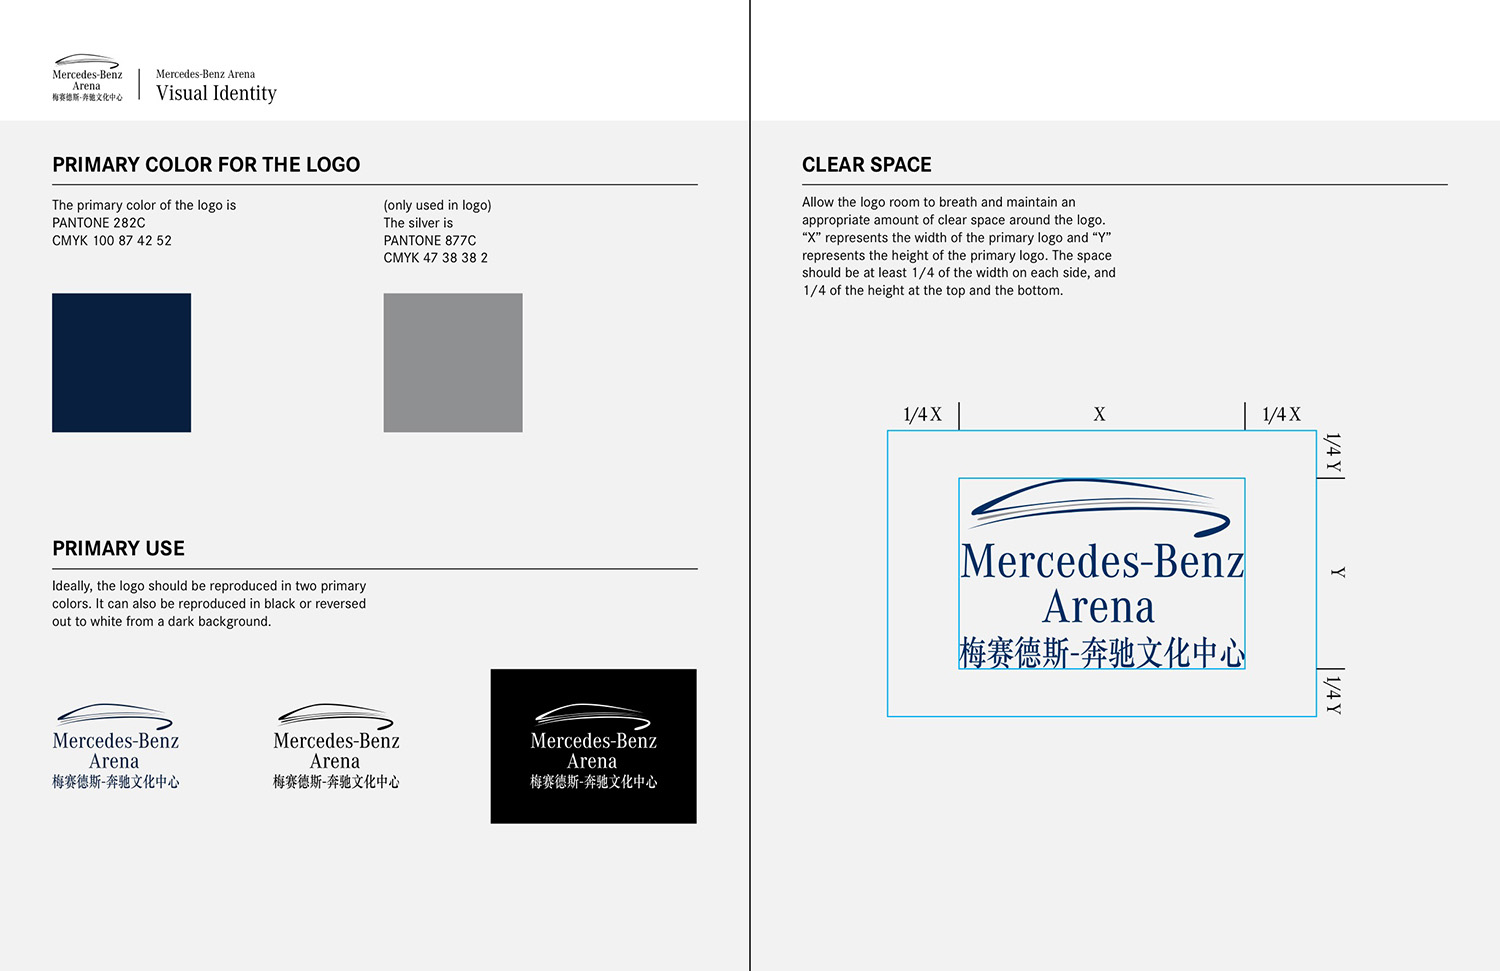 Mercedes-Benz
Arena
梅赛德斯-奔驰文化中心
Mercedes-Benz Arena
Visual Identity
PRIMARY COLOR FOR THE LOGO
The primary color of the logo is
PANTONE 282C
CMYK 100 87 42 52
(only used in logo)
The silver is
PANTONE 877C
CMYK 47 38 38 2
PRIMARY USE
Ideally, the logo should be reproduced in two primary
colors. It can also be reproduced in black or reversed
out to white from a dark background.
Mercedes-Benz
Arena
梅赛德斯-奔驰文化中心
Mercedes-Benz
Arena
梅赛德斯-奔驰文化中心
Mercedes-Benz
Arena
梅赛德斯-奔驰文化中心
CLEAR SPACE
Allow the logo room to breath and maintain an
appropriate amount of clear space around the logo.
“X” represents the width of the primary logo and “Y”
represents the height of the primary logo. The space
should be at least 1/4 of the width on each side, and
1/4 of the height at the top and the bottom.
1/4 X
X
1/4 X
1/4 Y
Mercedes-Benz
Arena
梅赛德斯-奔驰文化中心
Y
1/4 Y